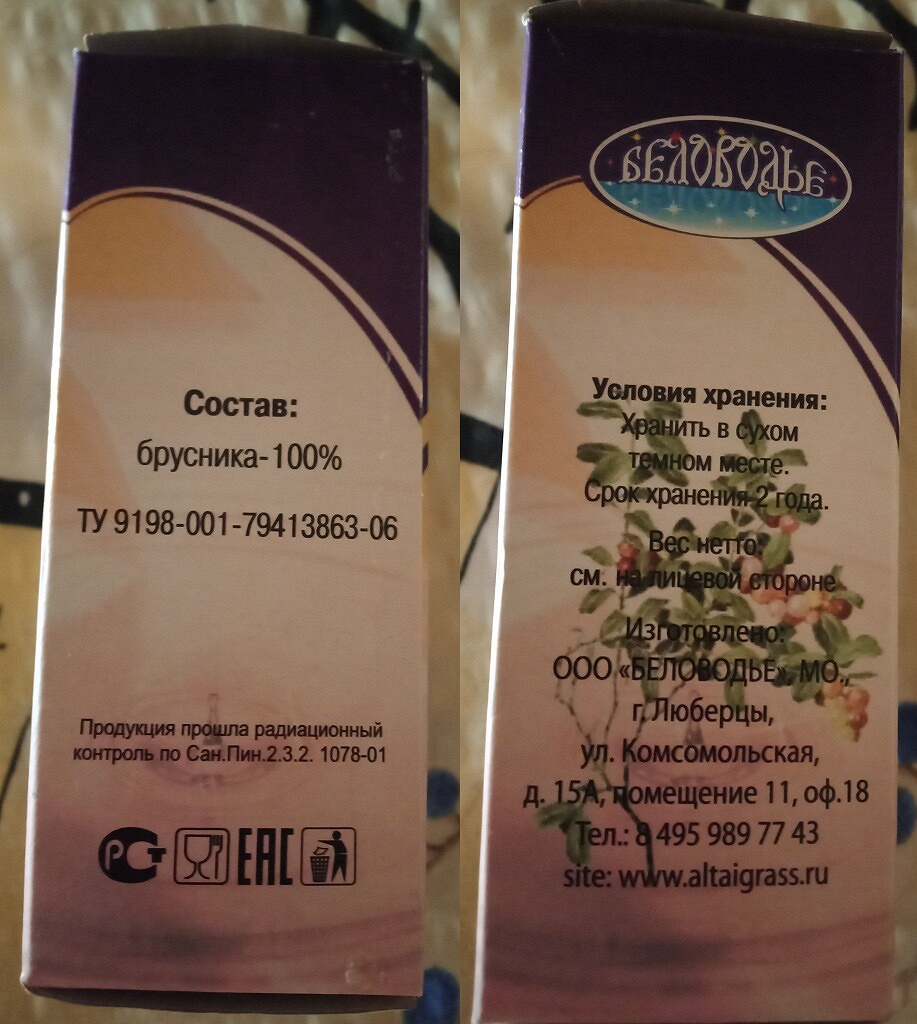 Состав:
брусника-100%
ТУ 9198-001-79413863-06
Продукция прошла радиационный
контроль по Сан.Пин.2.3.2. 1078-01
РСТ
ЕАС
БЕЛОВОДЬЕ
Условия хранения:
Хранить в сухом
темном месте.
Срок хранения-2 года.
Вес нетто:
см. на лицевой стороне
Изготовлено:
ООО «БЕЛОВОДЬЕ», МО.,
г. Люберцы,
ул. Комсомольская,
д. 15А, помещение 11, оф.18
Тел.: 8 495 989 77 43
site: www.altaigrass.ru